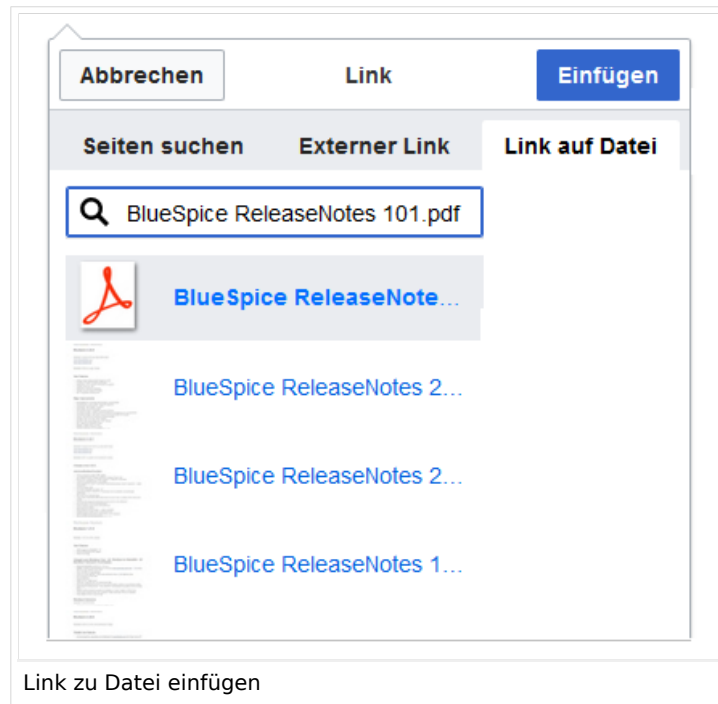 Abbrechen Link Einfügen
Seiten suchen Externer Link Link auf Datei
BlueSpice ReleaseNotes 101.pdf
BlueSpice ReleaseNote...
BlueSpice ReleaseNotes 2...
BlueSpice ReleaseNotes 2...
BlueSpice ReleaseNotes 1...
Link zu Datei einfügen